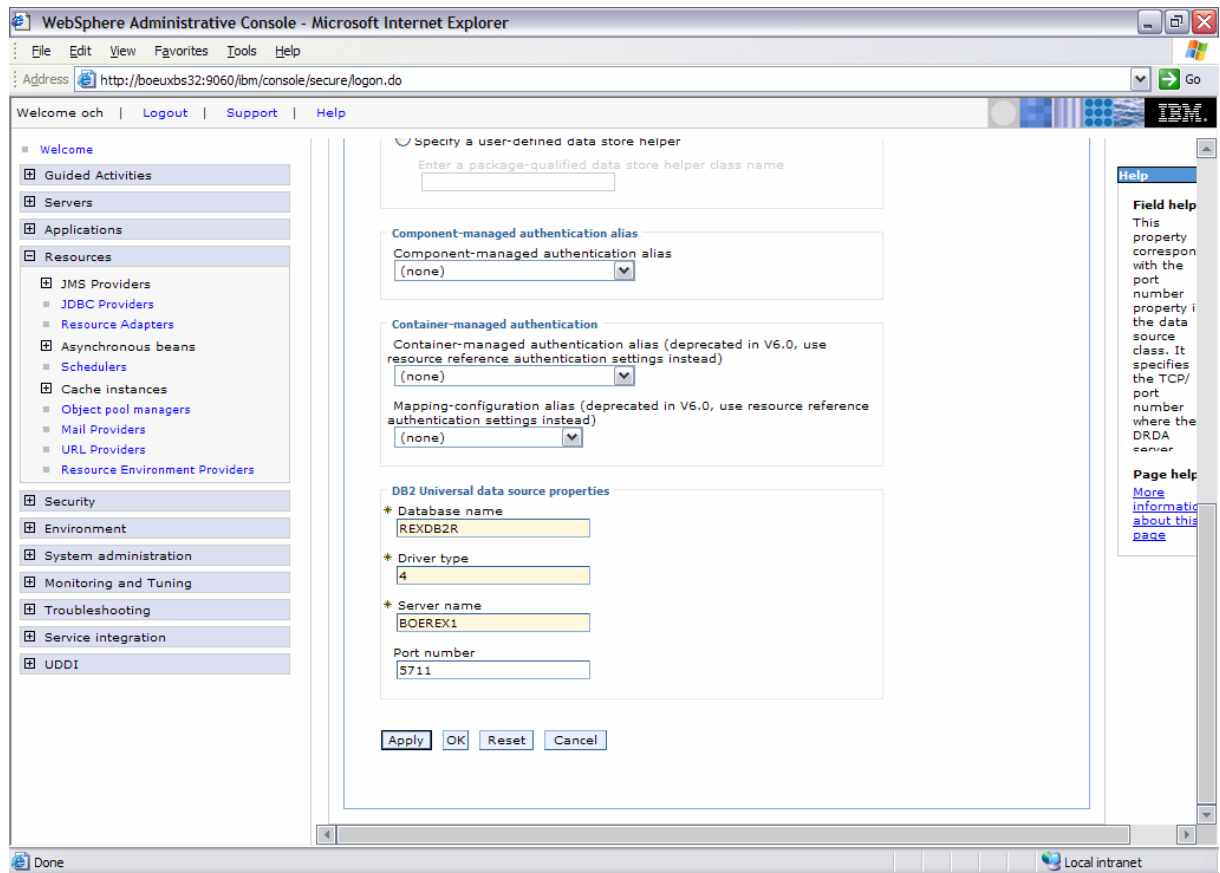 WebSphere Administrative Console - Microsoft Internet Explorer
File Edit View Favorites Tools Help
Address http://boeuxbs32:9060/ibm/console/secure/logon.do Go
Welcome och | Logout | Support | Help IBM.
Welcome
Guided Activities
Servers
Applications
Resources
JMS Providers
JDBC Providers
Resource Adapters
Asynchronous beans
Schedulers
Cache instances
Object pool managers
Mail Providers
URL Providers
Resource Environment Providers
Security
Environment
System administration
Monitoring and Tuning
Troubleshooting
Service integration
UDDI
Specify a user-defined data store helper
Enter a package-qualified data store helper class name
Component-managed authentication alias
Component-managed authentication alias
(none)
Container-managed authentication
Container-managed authentication alias (deprecated in V6.0, use
resource reference authentication settings instead)
(none)
Mapping-configuration alias (deprecated in V6.0, use resource reference
authentication settings instead)
(none)
DB2 Universal data source properties
* Database name
REXDB2R
* Driver type
4
* Server name
BOEREX1
Port number
5711
Apply OK Reset Cancel
Help
Field help
This
property
correspon
with the
port
number
property i
the data
source
class. It
specifies
the TCP/
port
number
where the
DRDA
server
Page help
More
informatio
about this
page
Done Local intranet